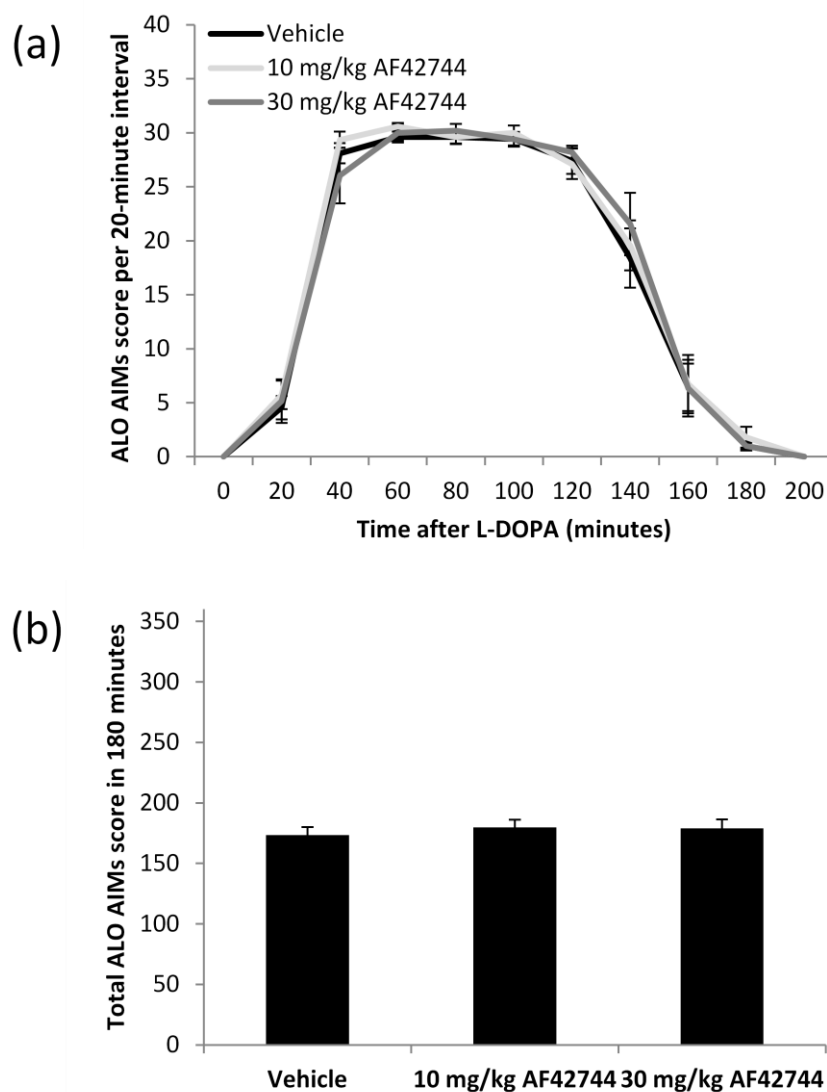 (a)
Vehicle
10 mg/kg AF42744
30 mg/kg AF42744
ALO AIMs score per 20-minute interval
40
35
30
25
20
15
10
5
0
0 20 40 60 80 100 120 140 160 180 200
Time after L-DOPA (minutes)
(b)
Total ALO AIMs score in 180 minutes
350
300
250
200
150
100
50
0
Vehicle 10 mg/kg AF42744 30 mg/kg AF42744